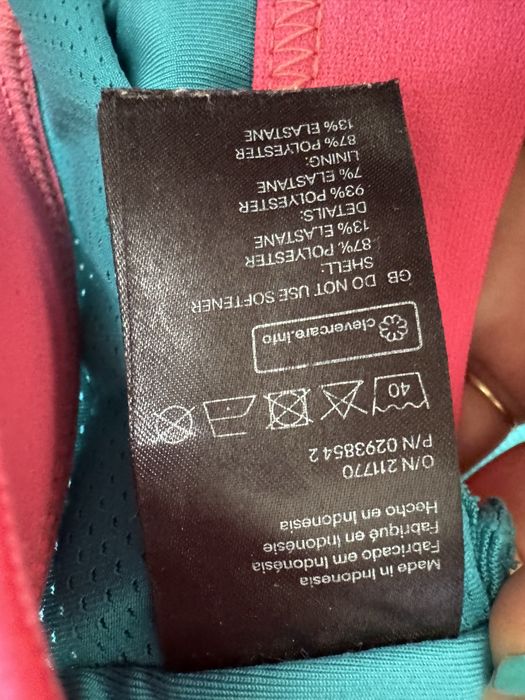 Made in Indonesia
Fabricado em Indonésia
Fabriqué en Indonésie
Hecho en Indonesia
O/N 211770
P/N 0293854 2
40
clevercare.info
GB DO NOT USE SOFTENER
SHELL:
87% POLYESTER
13% ELASTANE
DETAILS:
93% POLYESTER
7% ELASTANE
LINING:
87% POLYESTER
13% ELASTANE